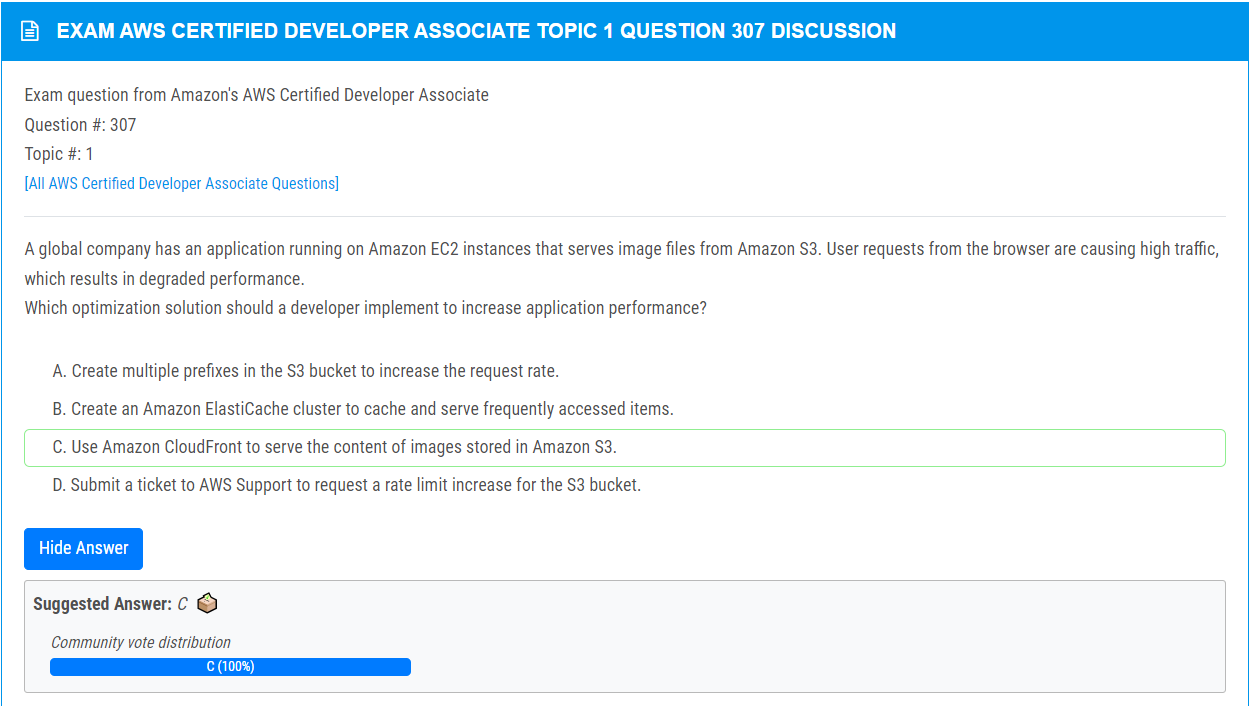 EXAM AWS CERTIFIED DEVELOPER ASSOCIATE TOPIC 1 QUESTION 307 DISCUSSION
Exam question from Amazon's AWS Certified Developer Associate
Question #: 307
Topic #: 1
[All AWS Certified Developer Associate Questions]
A global company has an application running on Amazon EC2 instances that serves image files from Amazon S3. User requests from the browser are causing high traffic,
which results in degraded performance.
Which optimization solution should a developer implement to increase application performance?
A. Create multiple prefixes in the S3 bucket to increase the request rate.
B. Create an Amazon ElastiCache cluster to cache and serve frequently accessed items.
C. Use Amazon CloudFront to serve the content of images stored in Amazon S3.
D. Submit a ticket to AWS Support to request a rate limit increase for the S3 bucket.
Hide Answer
Suggested Answer: C
Community vote distribution
C (100%)